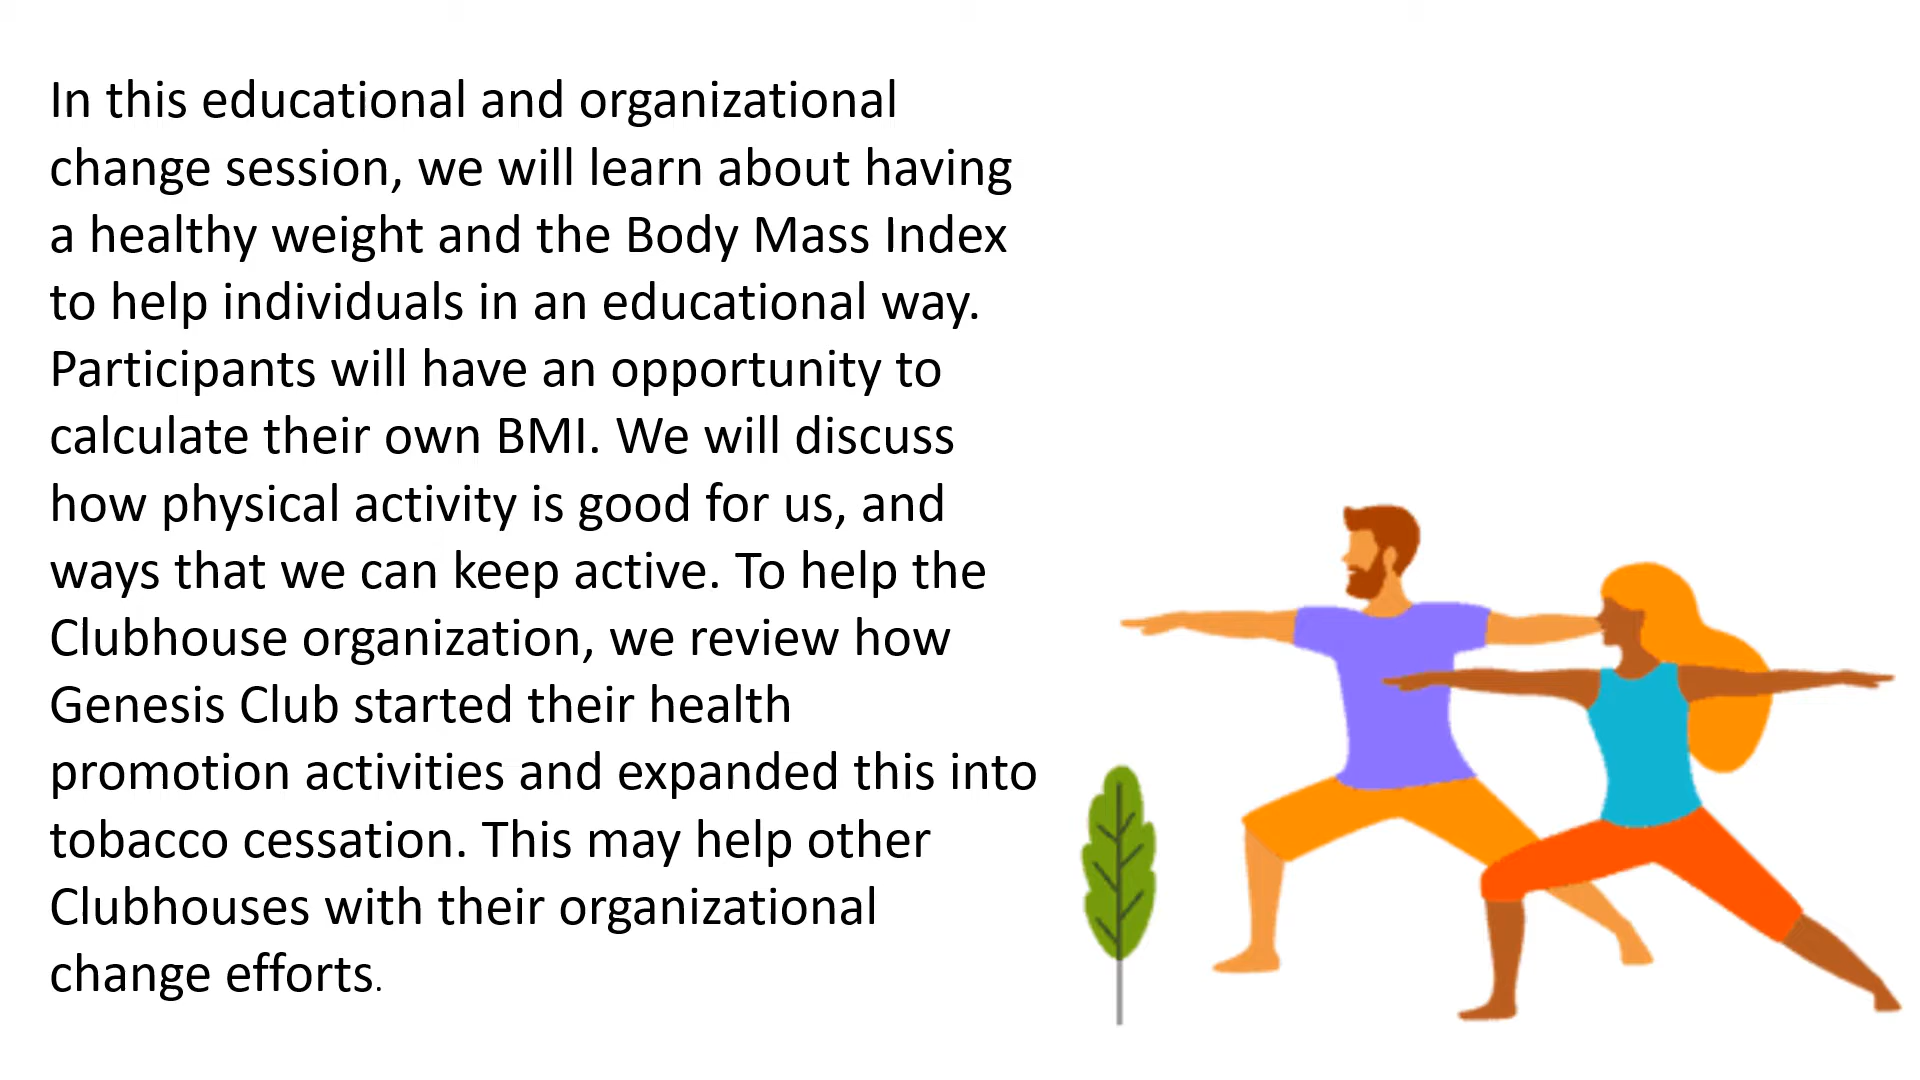 In this educational and organizational
change session, we will learn about having
a healthy weight and the Body Mass Index
to help individuals in an educational way.
Participants will have an opportunity to
calculate their own BMI. We will discuss
how physical activity is good for us, and
ways that we can keep active. To help the
Clubhouse organization, we review how
Genesis Club started their health
promotion activities and expanded this into
tobacco cessation. This may help other
Clubhouses with their organizational
change efforts.